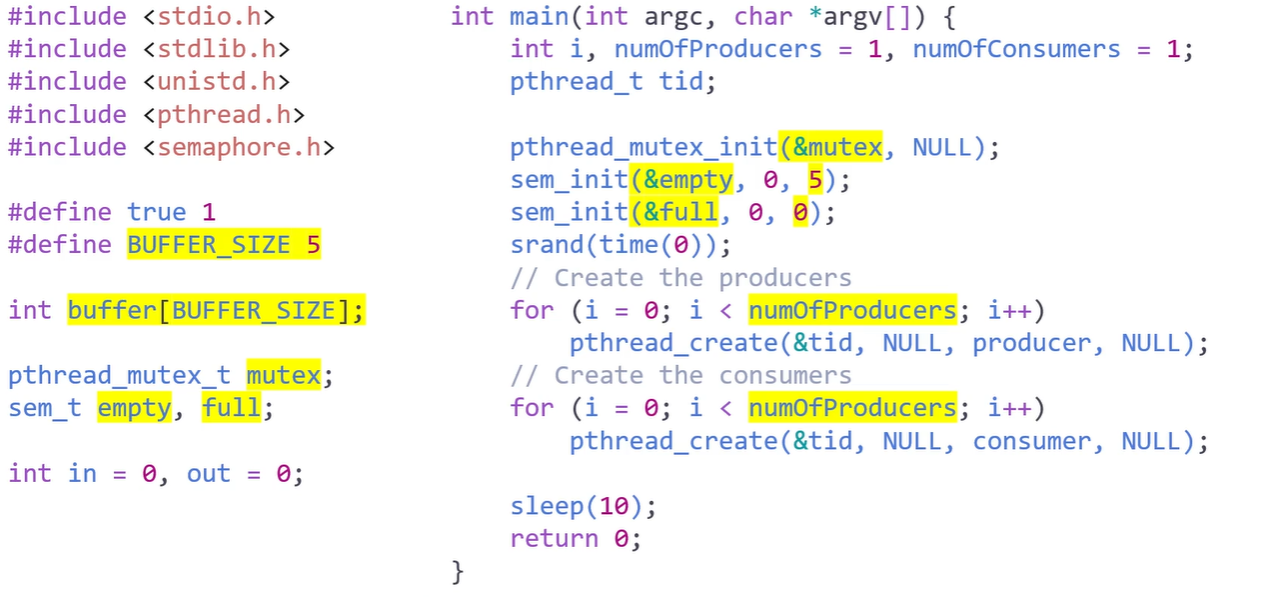 #include <stdio.h>
#include <stdlib.h>
#include <unistd.h>
#include <pthread.h>
#include <semaphore.h>
#define true 1
#define BUFFER_SIZE 5
int buffer[BUFFER_SIZE];
pthread_mutex_t mutex;
sem_t empty, full;
int in = 0, out = 0;
int main(int argc, char *argv[]) {
int i, numOfProducers = 1, numOfConsumers = 1;
pthread_t tid;
pthread_mutex_init(&mutex, NULL);
sem_init(&empty, 0, 5);
sem_init(&full, 0, 0);
srand(time(0));
// Create the producers
for (i = 0; i < numOfProducers; i++)
pthread_create(&tid, NULL, producer, NULL);
// Create the consumers
for (i = 0; i < numOfProducers; i++)
pthread_create(&tid, NULL, consumer, NULL);
sleep(10);
return 0;
}